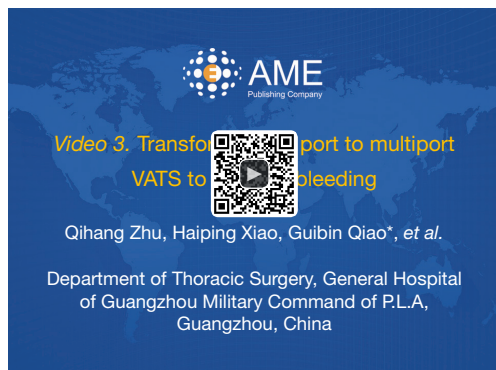 E AME
Publishing Company
Video 3. Transfor port to multiport
VATS to bleeding
Qihang Zhu, Haiping Xiao, Guibin Qiao*, et al.
Department of Thoracic Surgery, General Hospital
of Guangzhou Military Command of P.L.A,
Guangzhou, China